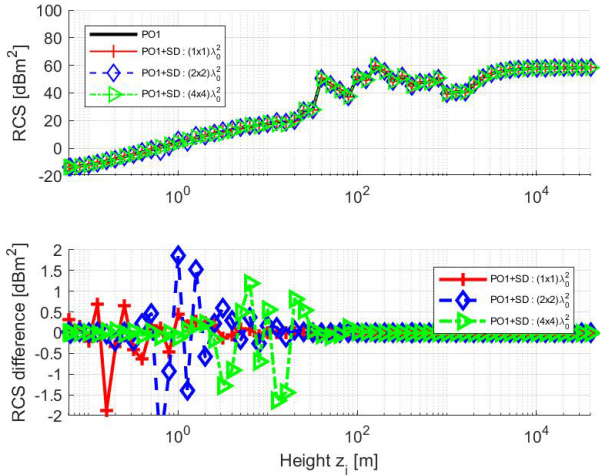 100
80
60
40
20
0
-20
RCS [dBm²]
PO1
PO1+SD : (1x1)λ₀²
PO1+SD : (2x2)λ₀²
PO1+SD : (4x4)λ₀²
10⁰
10²
10⁴
2
1.5
1
0.5
0
-0.5
-1
-1.5
-2
RCS difference [dBm²]
PO1+SD : (1x1)λ₀²
PO1+SD : (2x2)λ₀²
PO1+SD : (4x4)λ₀²
10⁰
10²
10⁴
Height zᵢ [m]